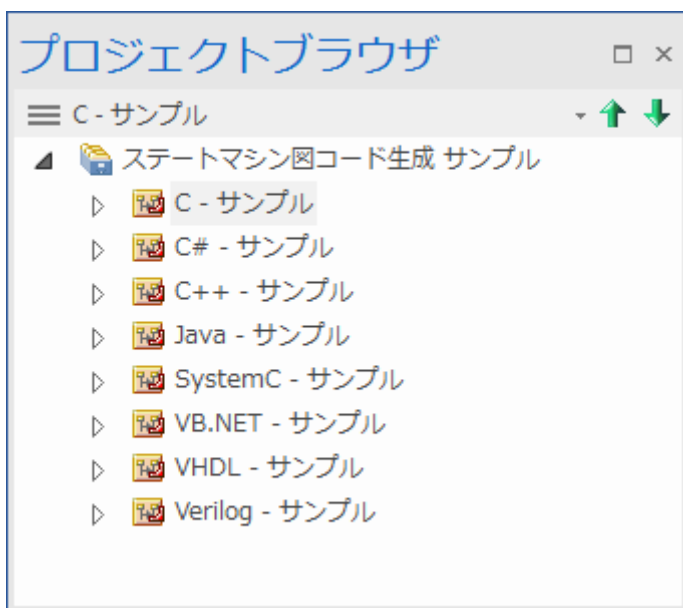 プロジェクトブラウザ
C - サンプル
ステートマシン図コード生成 サンプル
C - サンプル
C# - サンプル
C++ - サンプル
Java - サンプル
SystemC - サンプル
VB.NET - サンプル
VHDL - サンプル
Verilog - サンプル